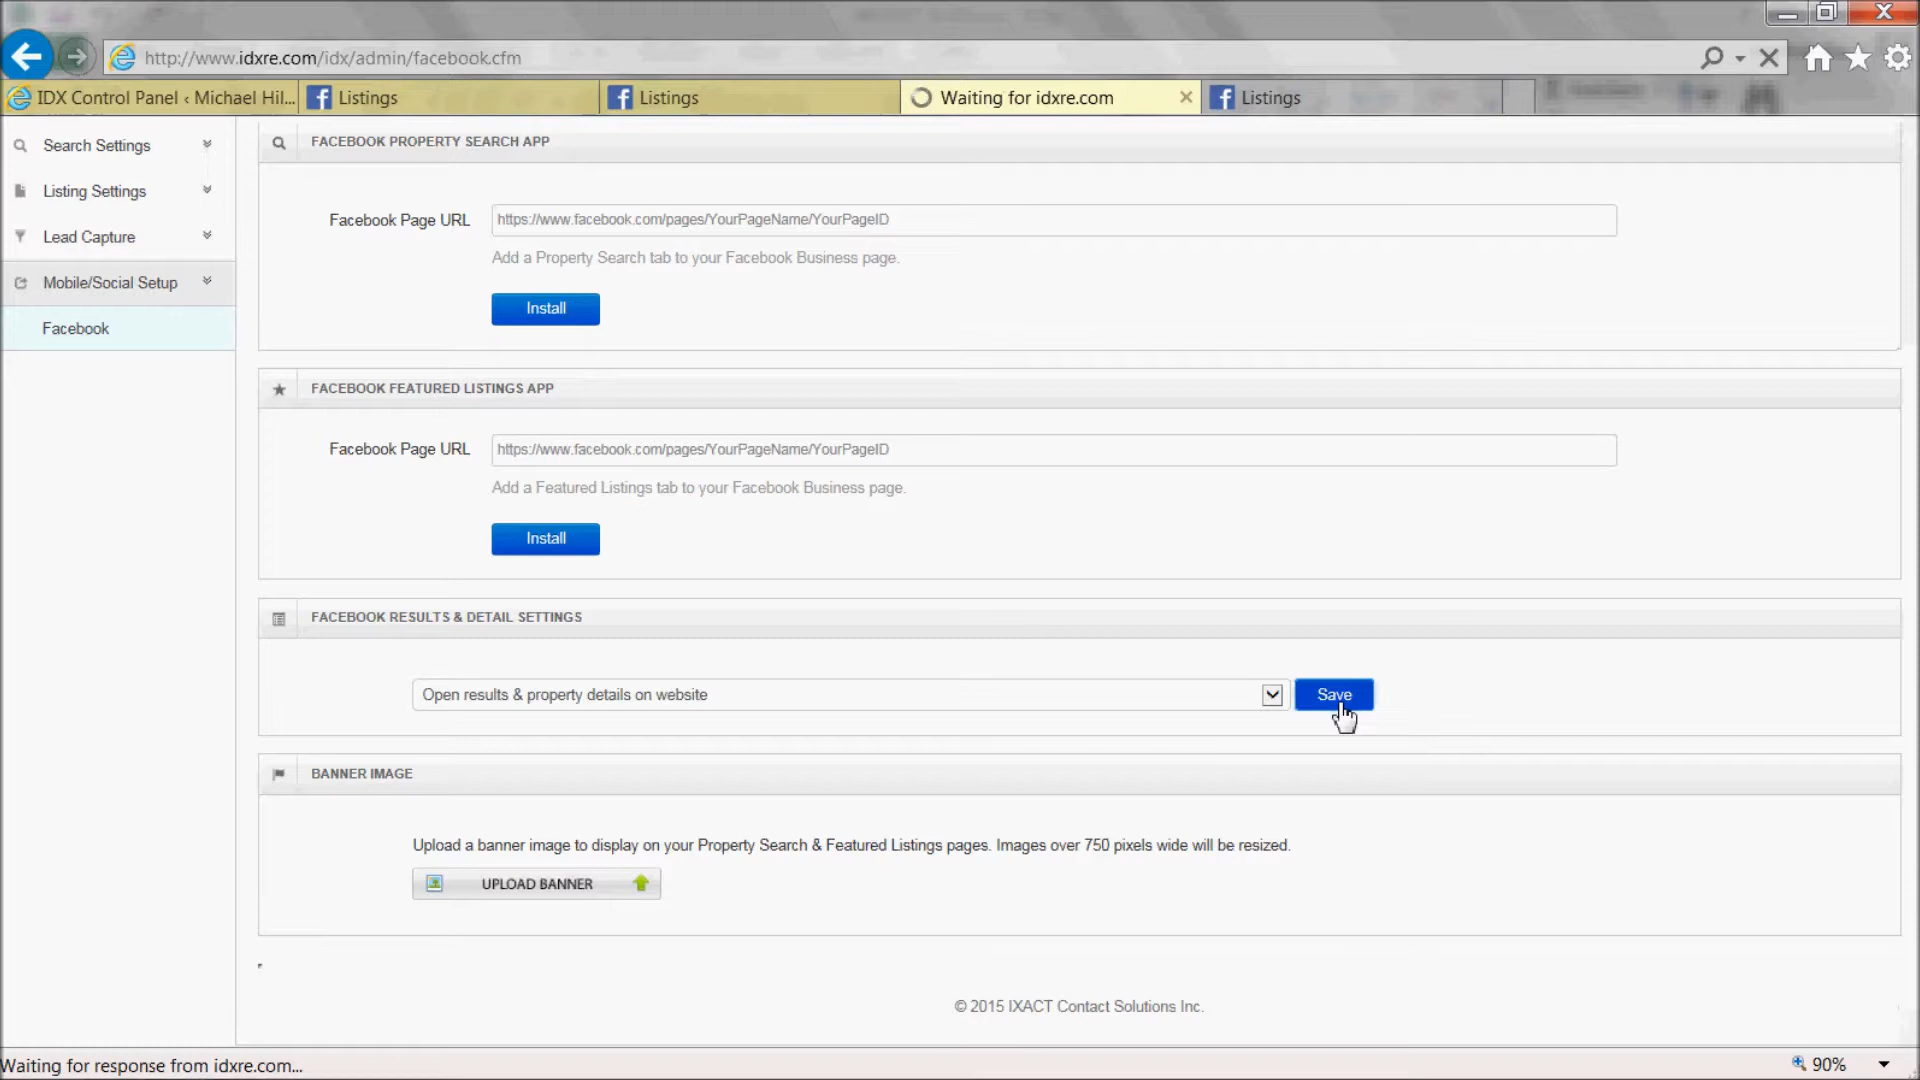 http://www.idxre.com/idx/admin/facebook.cfm
IDX Control Panel ‹ Michael Hil...
Listings
Listings
Waiting for idxre.com
Listings
Search Settings
Listing Settings
Lead Capture
Mobile/Social Setup
Facebook
FACEBOOK PROPERTY SEARCH APP
Facebook Page URL
https://www.facebook.com/pages/YourPageName/YourPageID
Add a Property Search tab to your Facebook Business page.
Install
FACEBOOK FEATURED LISTINGS APP
Facebook Page URL
https://www.facebook.com/pages/YourPageName/YourPageID
Add a Featured Listings tab to your Facebook Business page.
Install
FACEBOOK RESULTS & DETAIL SETTINGS
Open results & property details on website
Save
BANNER IMAGE
Upload a banner image to display on your Property Search & Featured Listings pages. Images over 750 pixels wide will be resized.
UPLOAD BANNER
© 2015 IXACT Contact Solutions Inc.
Waiting for response from idxre.com...
90%